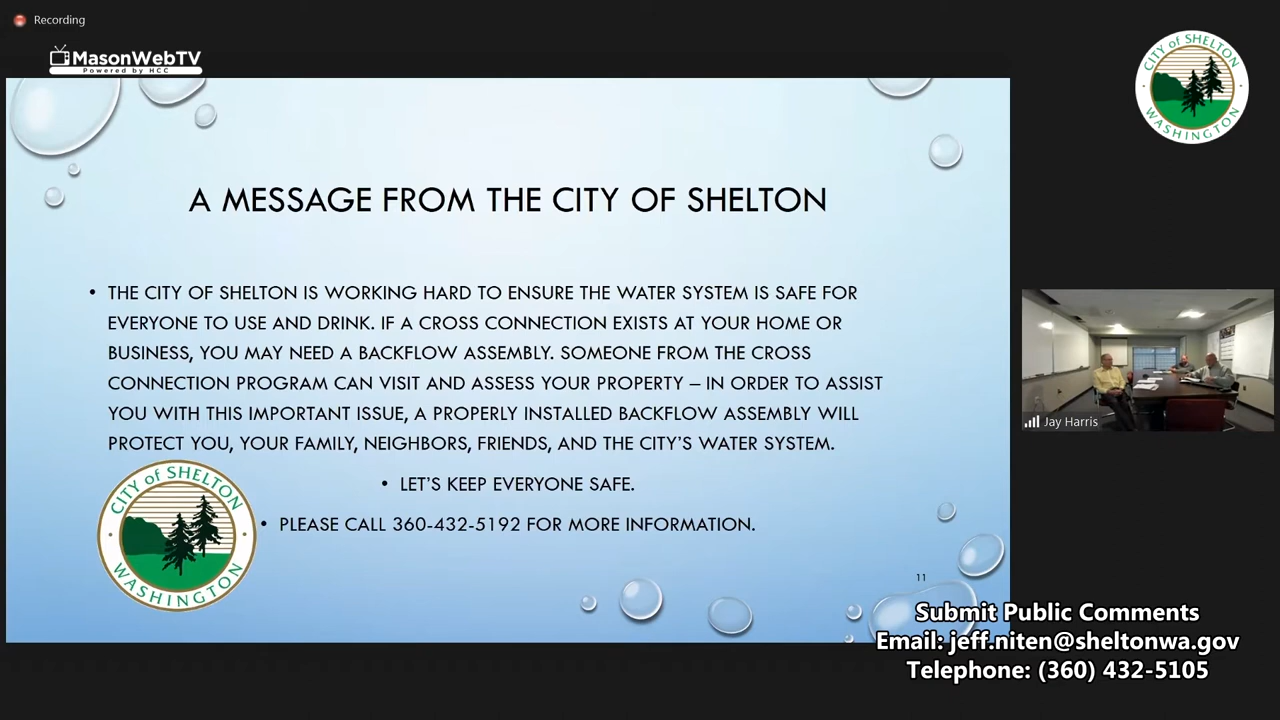 Recording
MasonWebTV
Powered by HCC
CITY of SHELTON
WASHINGTON
A MESSAGE FROM THE CITY OF SHELTON
• THE CITY OF SHELTON IS WORKING HARD TO ENSURE THE WATER SYSTEM IS SAFE FOR
EVERYONE TO USE AND DRINK. IF A CROSS CONNECTION EXISTS AT YOUR HOME OR
BUSINESS, YOU MAY NEED A BACKFLOW ASSEMBLY. SOMEONE FROM THE CROSS
CONNECTION PROGRAM CAN VISIT AND ASSESS YOUR PROPERTY – IN ORDER TO ASSIST
YOU WITH THIS IMPORTANT ISSUE, A PROPERLY INSTALLED BACKFLOW ASSEMBLY WILL
PROTECT YOU, YOUR FAMILY, NEIGHBORS, FRIENDS, AND THE CITY’S WATER SYSTEM.
• LET’S KEEP EVERYONE SAFE.
• PLEASE CALL 360-432-5192 FOR MORE INFORMATION.
CITY of SHELTON
WASHINGTON
11
Jay Harris
Submit Public Comments
Email: jeff.niten@sheltonwa.gov
Telephone: (360) 432-5105